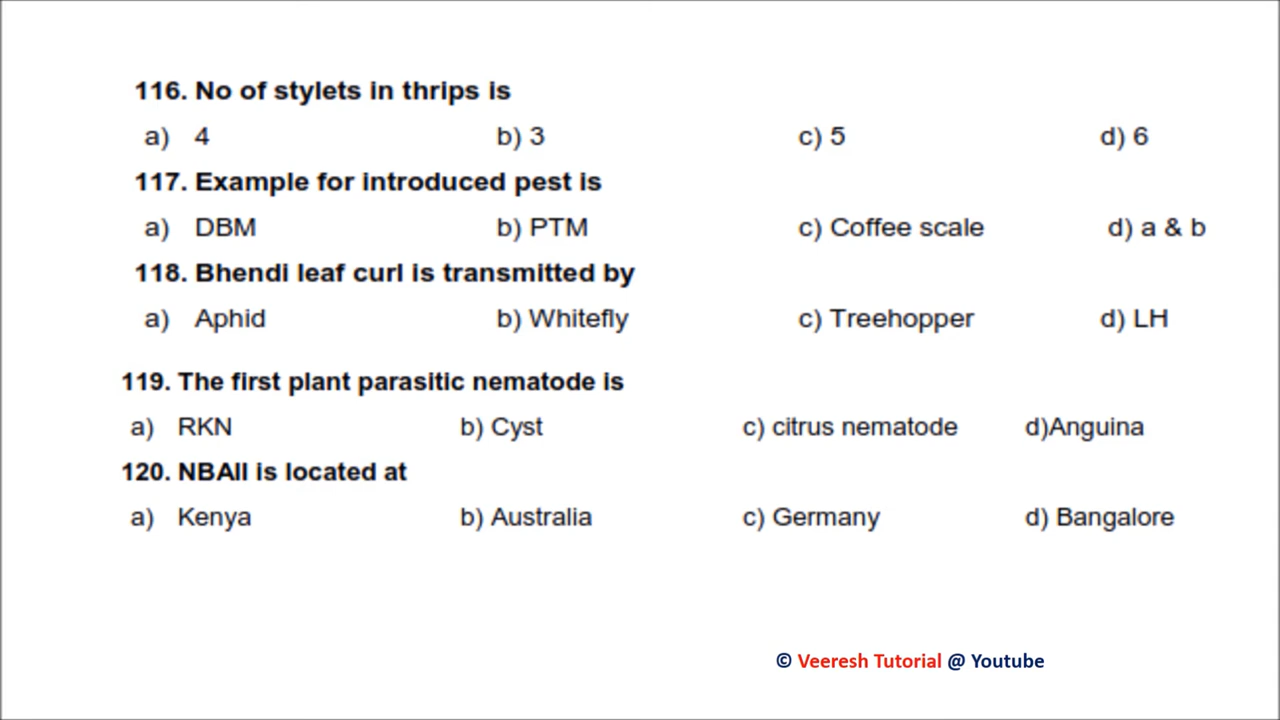 116. No of stylets in thrips is
a) 4 b) 3 c) 5 d) 6
117. Example for introduced pest is
a) DBM b) PTM c) Coffee scale d) a & b
118. Bhendi leaf curl is transmitted by
a) Aphid b) Whitefly c) Treehopper d) LH
119. The first plant parasitic nematode is
a) RKN b) Cyst c) citrus nematode d)Anguina
120. NBAII is located at
a) Kenya b) Australia c) Germany d) Bangalore
© Veeresh Tutorial @ Youtube